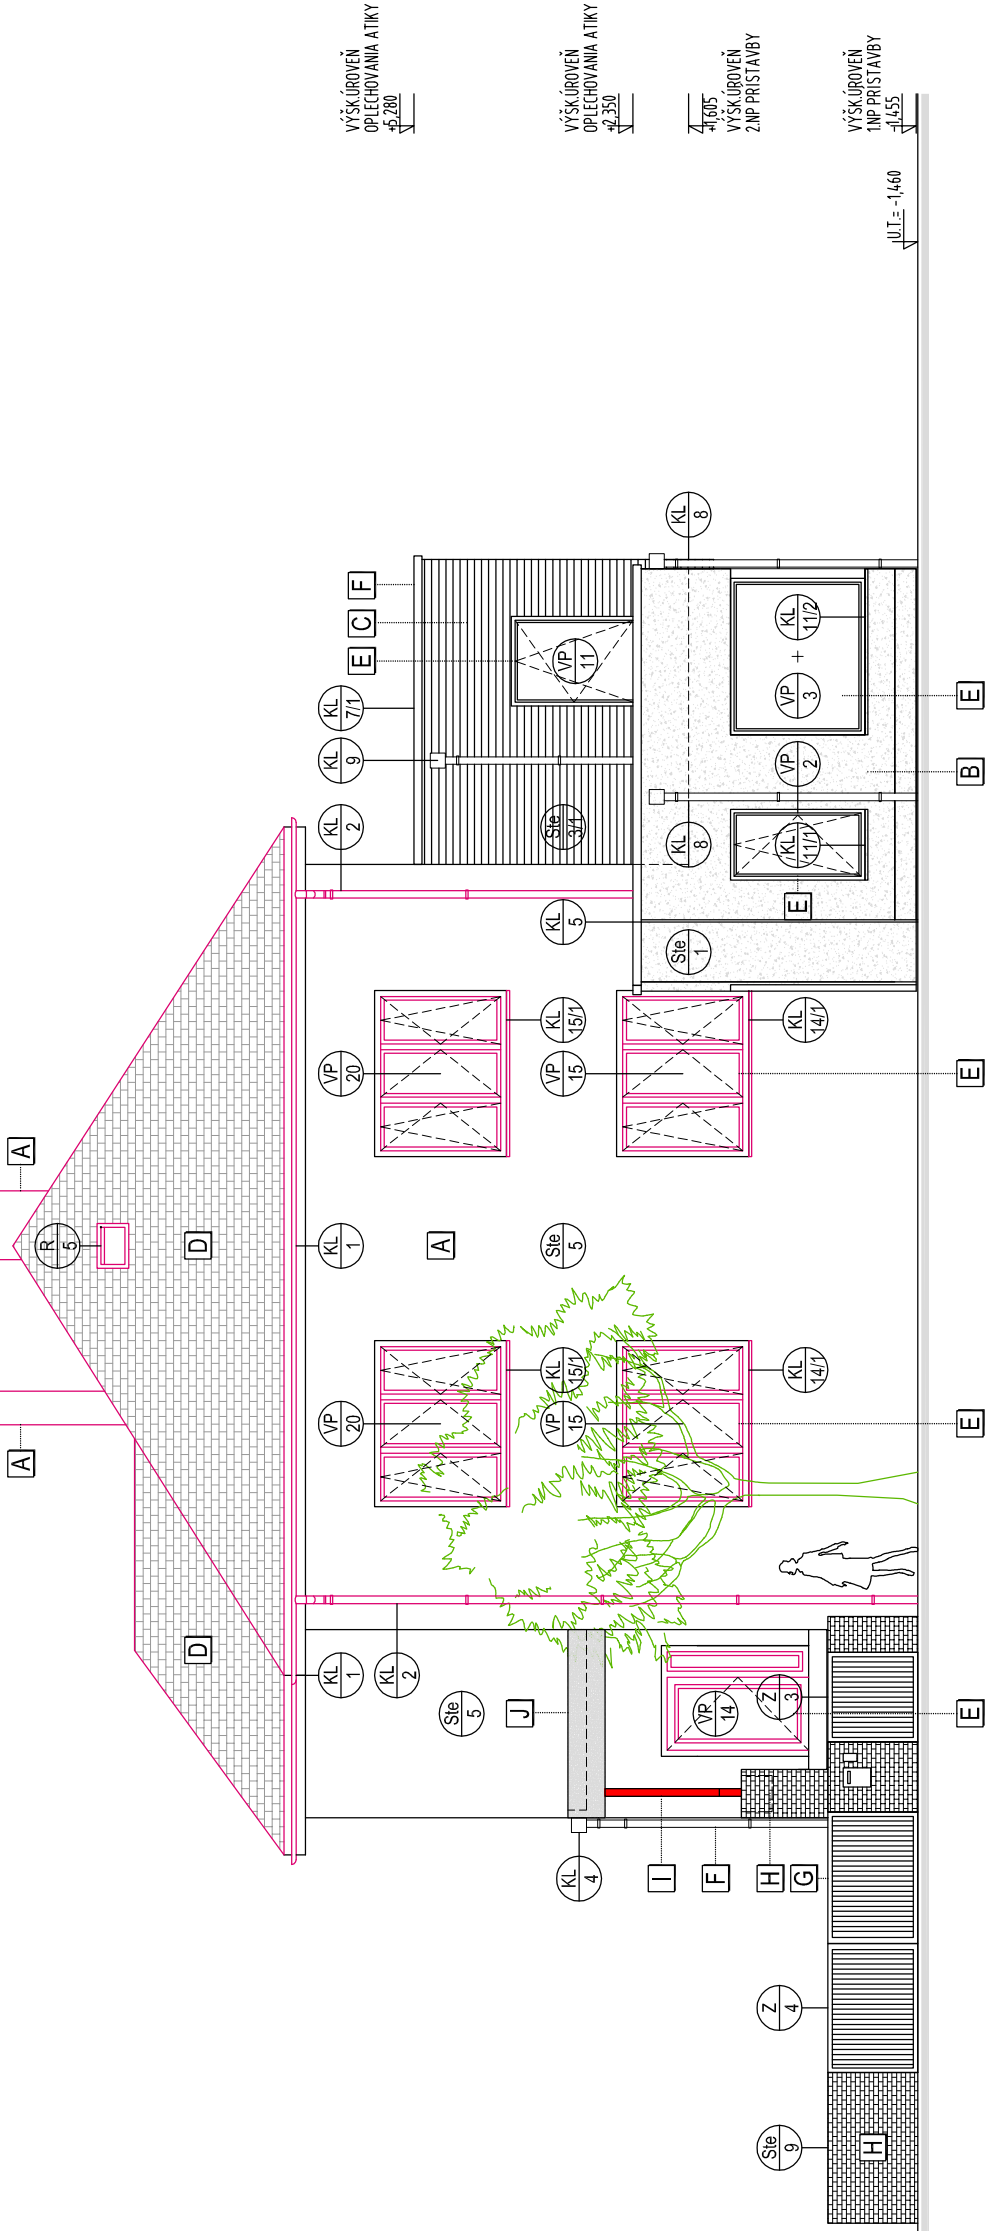 VÝŠK.ÚROVEŇ
OPLECHOVANIA ATIKY
+5,280
VÝŠK.ÚROVEŇ
OPLECHOVANIA ATIKY
+2,350
+1,605
VÝŠK.ÚROVEŇ
2.NP PRÍSTAVBY
VÝŠK.ÚROVEŇ
1.NP PRÍSTAVBY
-1,455
U.T.= -1,460
A
A
R
5
D
D
KL
1
KL
2
KL
9
KL
7/1
E
C
F
KL
1
KL
2
VP
20
VP
20
A
Ste
5
KL
15/1
KL
15/1
Ste
5
Ste
3/1
VP
11
KL
8
J
VP
15
VP
15
KL
5
Ste
1
KL
8
VP
2
KL
11/1
E
VP
3
+
KL
11/2
KL
14/1
KL
14/1
KL
4
I
F
H
G
VR
14
Z
3
Z
4
Ste
9
H
E
E
E
B
E